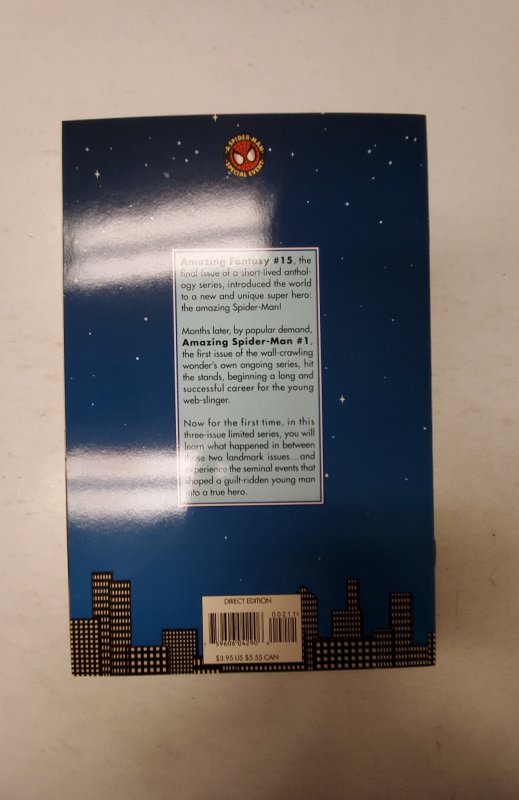 A SPIDER-MAN
SPECIAL EVENT
Amazing Fantasy #15, the
final issue of a short-lived anthol-
ogy series, introduced the world
to a new and unique super hero:
the amazing Spider-Man!
Months later, by popular demand,
Amazing Spider-Man #1,
the first issue of the wall-crawling
wonder's own ongoing series, hit
the stands, beginning a long and
successful career for the young
web-slinger.
Now for the first time, in this
three-issue limited series, you will
learn what happened in between
those two landmark issues...and
experience the seminal events that
shaped a guilt-ridden young man
into a true hero.
DIRECT EDITION
00211
59606 04290
$3.95 US $5.55 CAN